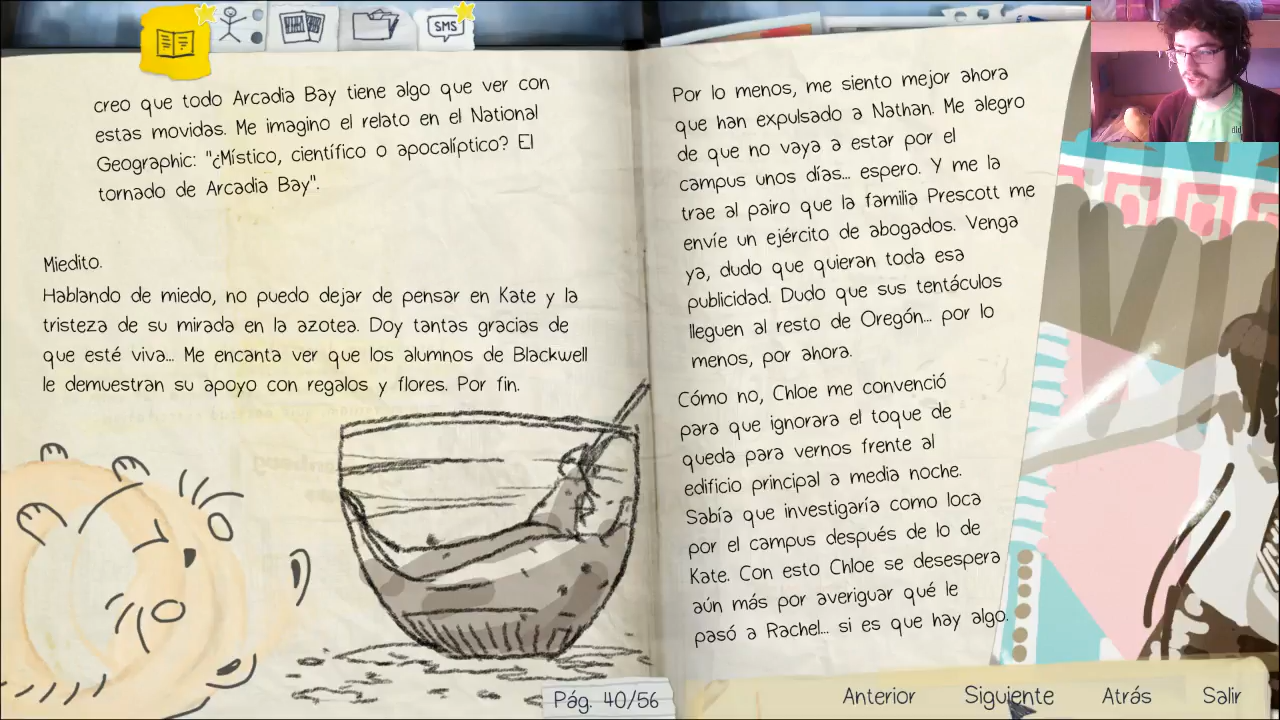 SMS
creo que todo Arcadia Bay tiene algo que ver con
estas movidas. Me imagino el relato en el National
Geographic: "¿Místico, científico o apocalíptico? El
tornado de Arcadia Bay".
Miedito.
Hablando de miedo, no puedo dejar de pensar en Kate y la
tristeza de su mirada en la azotea. Doy tantas gracias de
que esté viva... Me encanta ver que los alumnos de Blackwell
le demuestran su apoyo con regalos y flores. Por fin.
Por lo menos, me siento mejor ahora
que han expulsado a Nathan. Me alegro
de que no vaya a estar por el
campus unos días... espero. Y me la
trae al pairo que la familia Prescott me
envíe un ejército de abogados. Venga
ya, dudo que quieran toda esa
publicidad. Dudo que sus tentáculos
lleguen al resto de Oregón... por lo
menos, por ahora.
Cómo no, Chloe me convenció
para que ignorara el toque de
queda para vernos frente al
edificio principal a media noche.
Sabía que investigaría como loca
por el campus después de lo de
Kate. Con esto Chloe se desespera
aún más por averiguar qué le
pasó a Rachel... si es que hay algo.
Pág. 40/56
Anterior Siguiente Atrás Salir